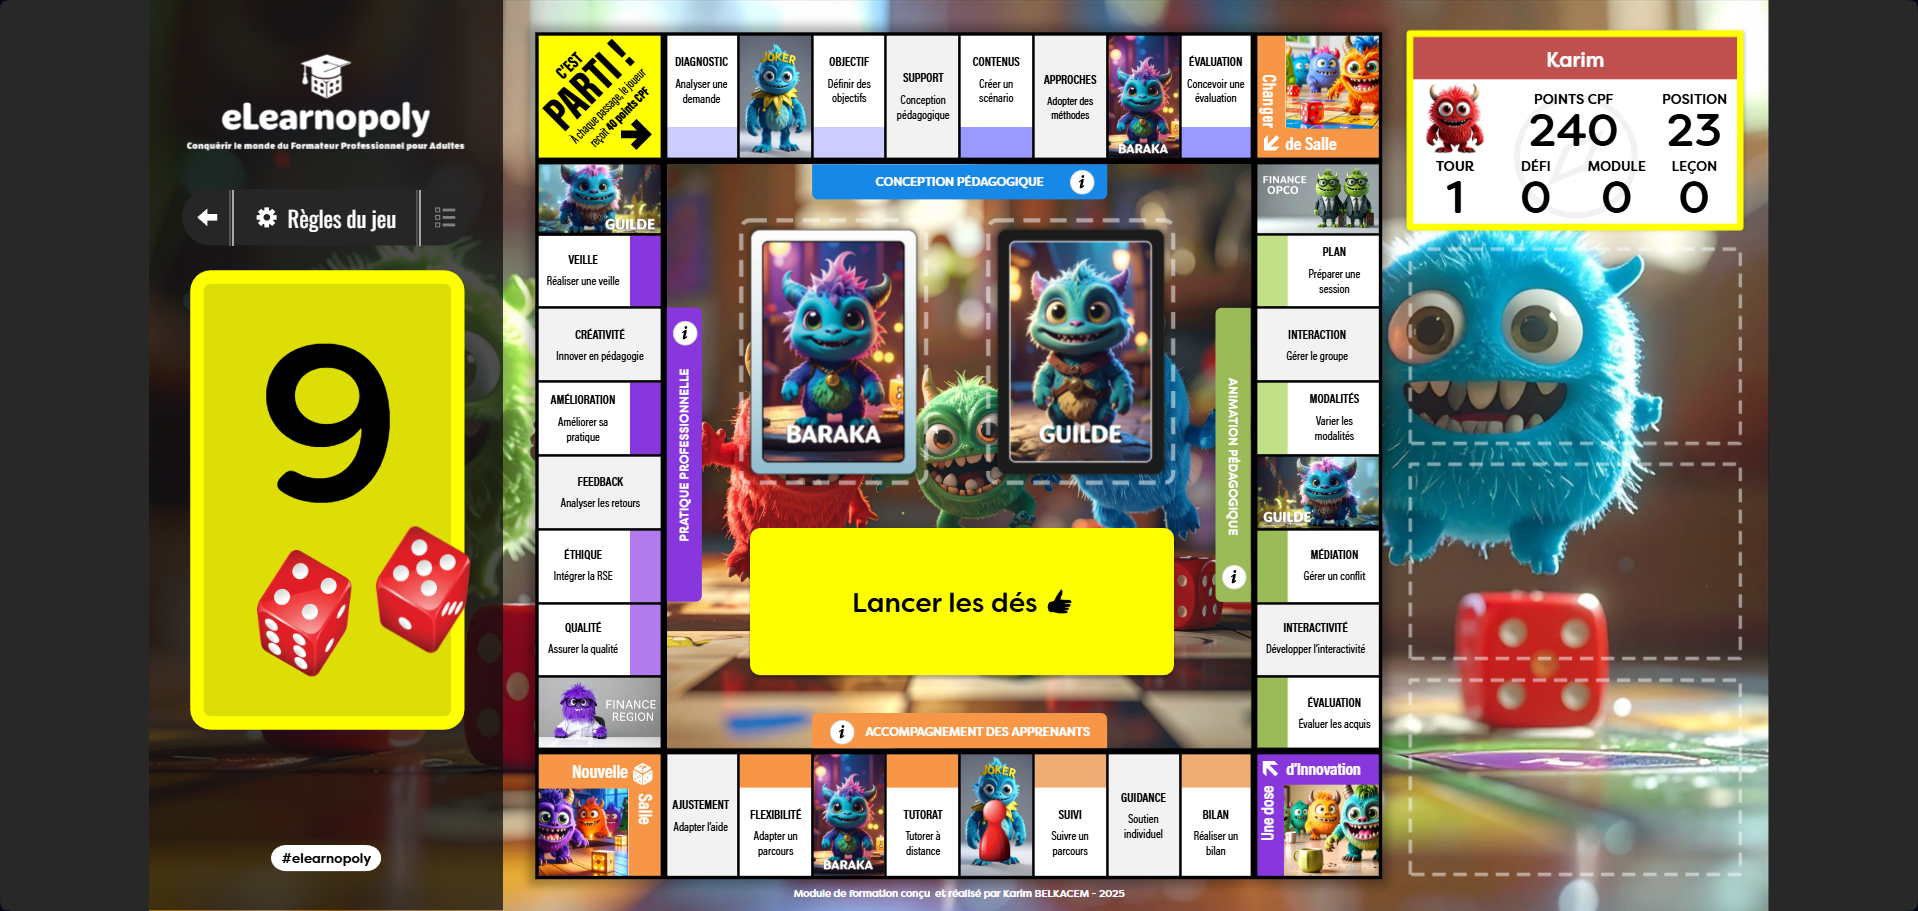 eLearnopoly
Conquérir le monde du Formateur Professionnel pour Adultes
Règles du jeu
9
#elearnopoly
C'EST
PARTI !
À chaque passage, le joueur
reçoit 40 points CPF
DIAGNOSTIC
Analyser une
demande
JOKER
OBJECTIF
Définir des
objectifs
SUPPORT
Conception
pédagogique
CONTENUS
Créer un
scénario
APPROCHES
Adopter des
méthodes
BARAKA
ÉVALUATION
Concevoir une
évaluation
Changer
de Salle
GUILDE
VEILLE
Réaliser une veille
CRÉATIVITÉ
Innover en pédagogie
AMÉLIORATION
Améliorer sa
pratique
FEEDBACK
Analyser les retours
ÉTHIQUE
Intégrer la RSE
QUALITÉ
Assurer la qualité
FINANCE
REGION
CONCEPTION PÉDAGOGIQUE
i
PRATIQUE PROFESSIONNELLE
i
BARAKA
GUILDE
ANIMATION PÉDAGOGIQUE
i
Lancer les dés
i
ACCOMPAGNEMENT DES APPRENANTS
FINANCE
OPCO
PLAN
Préparer une
session
INTERACTION
Gérer le groupe
MODALITÉS
Varier les
modalités
GUILDE
MÉDIATION
Gérer un conflit
INTERACTIVITÉ
Développer l'interactivité
ÉVALUATION
Évaluer les acquis
Nouvelle
Salle
AJUSTEMENT
Adapter l'aide
FLEXIBILITÉ
Adapter un
parcours
BARAKA
TUTORAT
Tutorer à
distance
JOKER
SUIVI
Suivre un
parcours
GUIDANCE
Soutien
individuel
BILAN
Réaliser un
bilan
Une dose
d'Innovation
Module de formation conçu et réalisé par Karim BELKACEM - 2025
Karim
POINTS CPF
POSITION
240
23
TOUR
DÉFI
MODULE
LEÇON
1
0
0
0